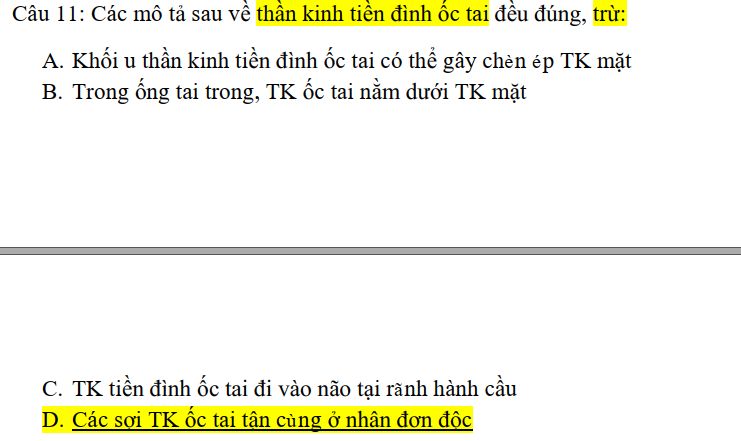 Câu 11: Các mô tả sau về thần kinh tiền đình ốc tai đều đúng, trừ:
A. Khối u thần kinh tiền đình ốc tai có thể gây chèn ép TK mặt
B. Trong ống tai trong, TK ốc tai nằm dưới TK mặt
C. TK tiền đình ốc tai đi vào não tại rãnh hành cầu
D. Các sợi TK ốc tai tận cùng ở nhân đơn độc